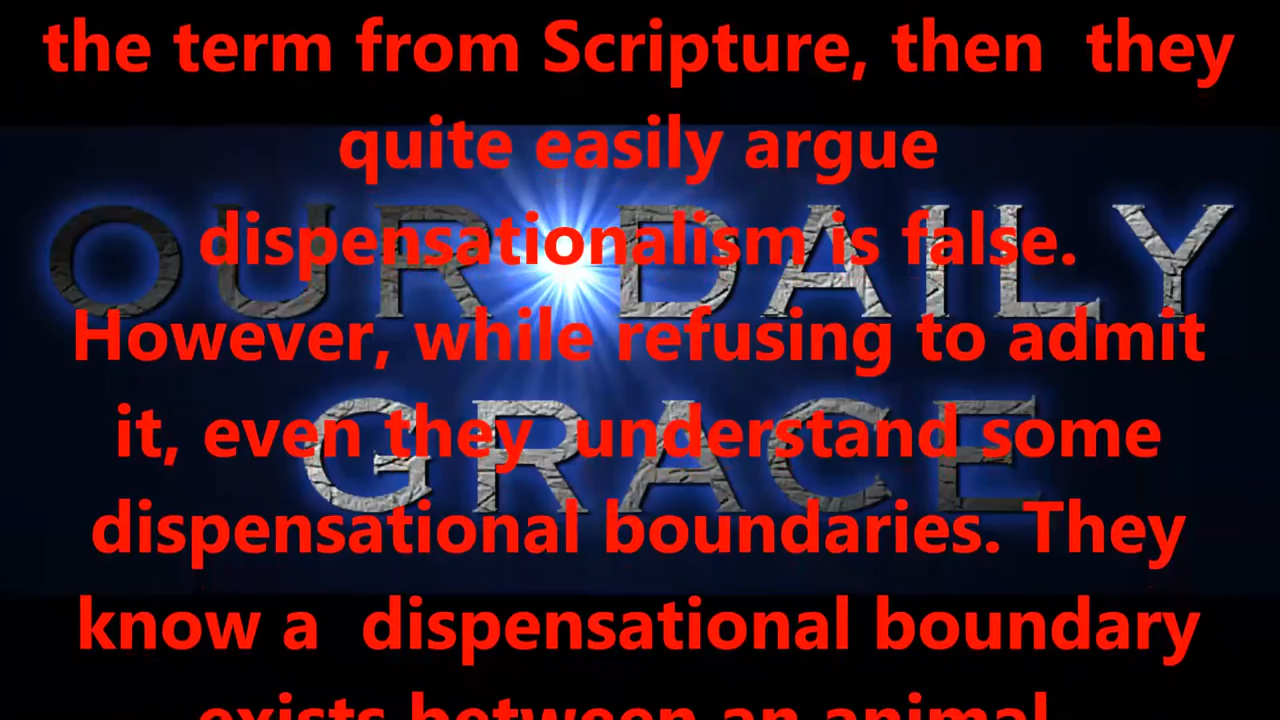 the term from Scripture, then  they
quite easily argue
dispensationalism is false.
However, while refusing to admit
it, even they  understand some
dispensational boundaries. They
know a  dispensational boundary
exists between an animal
OUR DAILY
GRACE